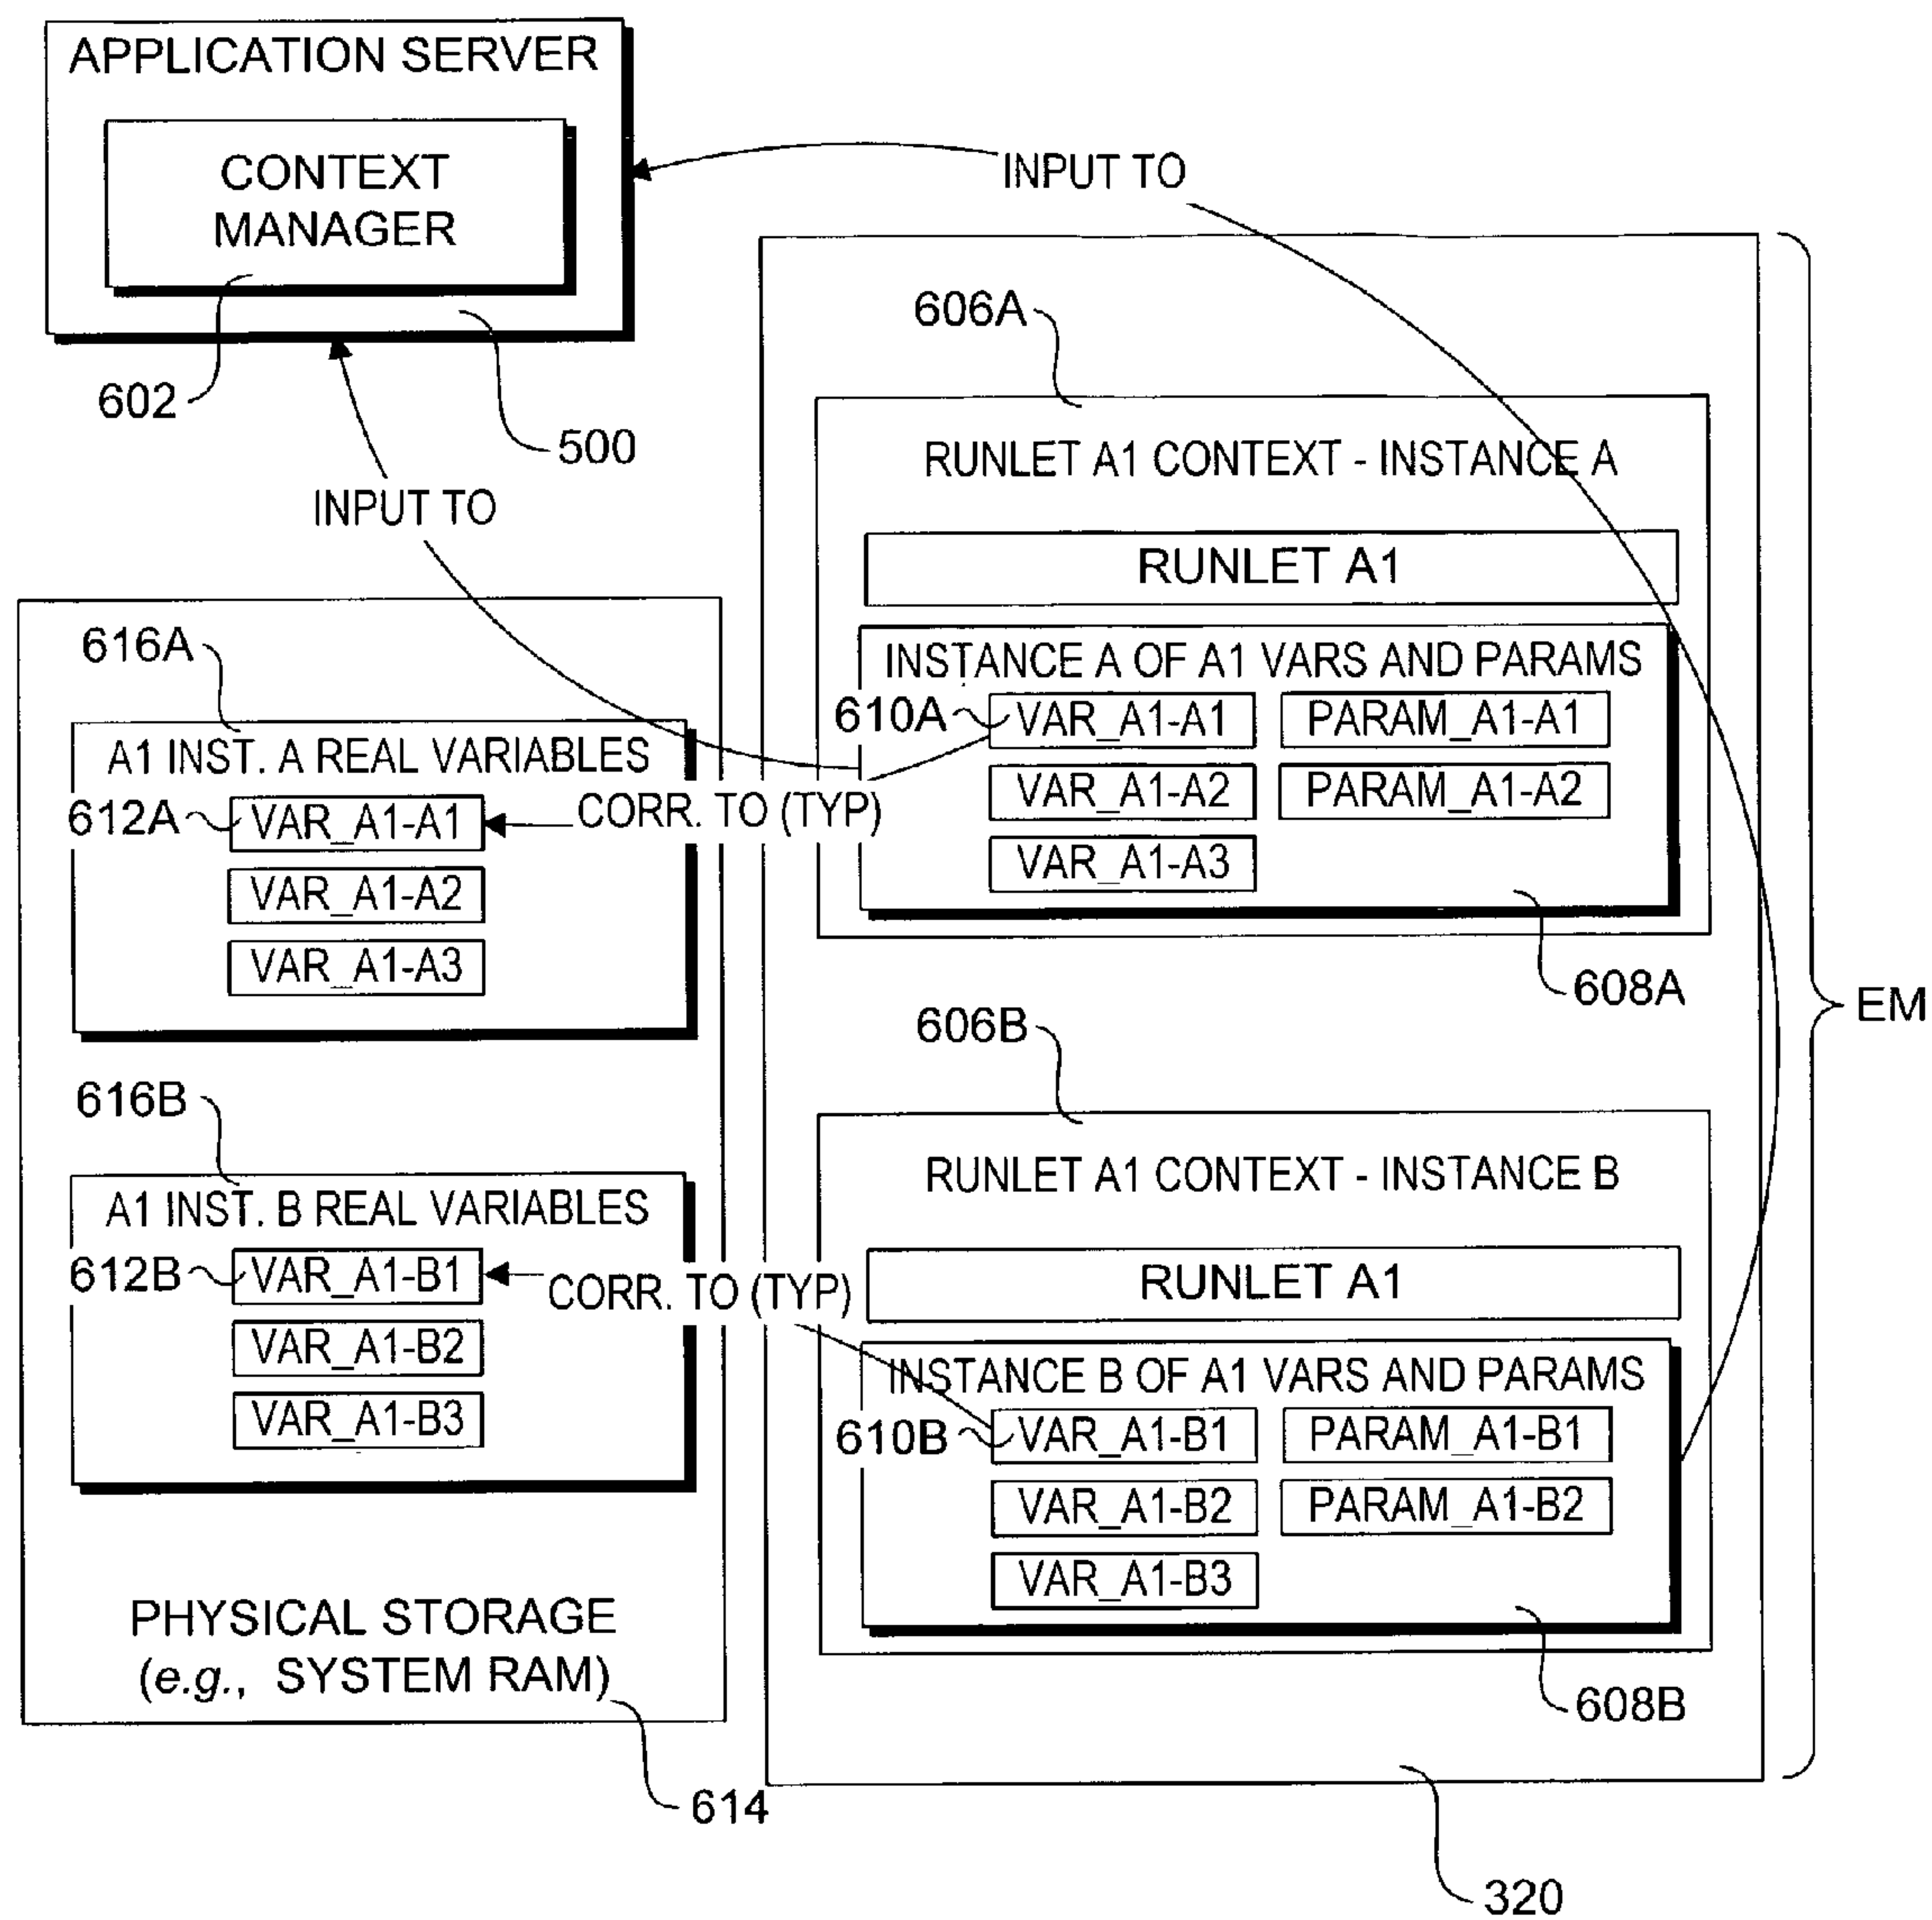 APPLICATION SERVER
CONTEXT
MANAGER
602
500
INPUT TO
INPUT TO
606A
RUNLET A1 CONTEXT - INSTANCE A
RUNLET A1
INSTANCE A OF A1 VARS AND PARAMS
610A
VAR_A1-A1
PARAM_A1-A1
VAR_A1-A2
PARAM_A1-A2
VAR_A1-A3
608A
616A
A1 INST. A REAL VARIABLES
612A
VAR_A1-A1
CORR. TO (TYP)
VAR_A1-A2
VAR_A1-A3
EM
606B
RUNLET A1 CONTEXT - INSTANCE B
RUNLET A1
INSTANCE B OF A1 VARS AND PARAMS
610B
VAR_A1-B1
PARAM_A1-B1
VAR_A1-B2
PARAM_A1-B2
VAR_A1-B3
608B
616B
A1 INST. B REAL VARIABLES
612B
VAR_A1-B1
CORR. TO (TYP)
VAR_A1-B2
VAR_A1-B3
PHYSICAL STORAGE
(e.g., SYSTEM RAM)
614
320